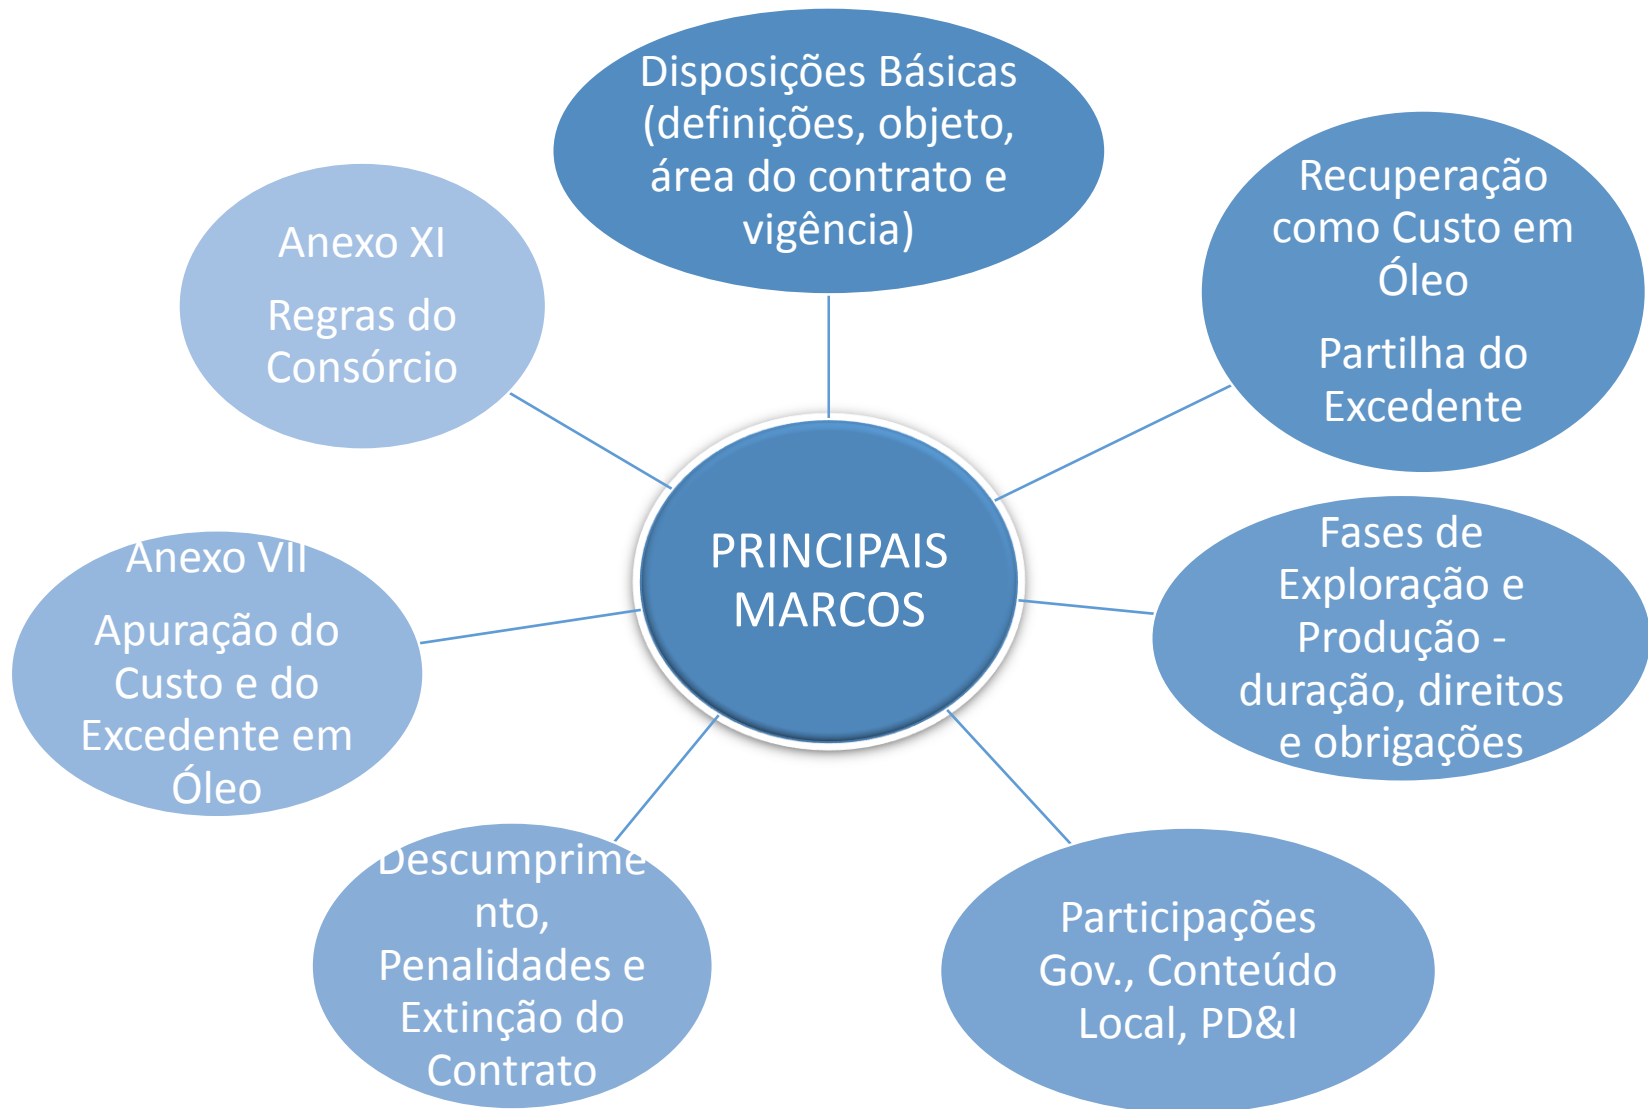 Disposições Básicas
(definições, objeto,
área do contrato e
vigência)
Recuperação
como Custo em
Óleo
Partilha do
Excedente
Fases de
Exploração e
Produção -
duração, direitos
e obrigações
Participações
Gov., Conteúdo
Local, PD&I
Descumprime
nto,
Penalidades e
Extinção do
Contrato
Anexo VII
Apuração do
Custo e do
Excedente em
Óleo
Anexo XI
Regras do
Consórcio
PRINCIPAIS
MARCOS